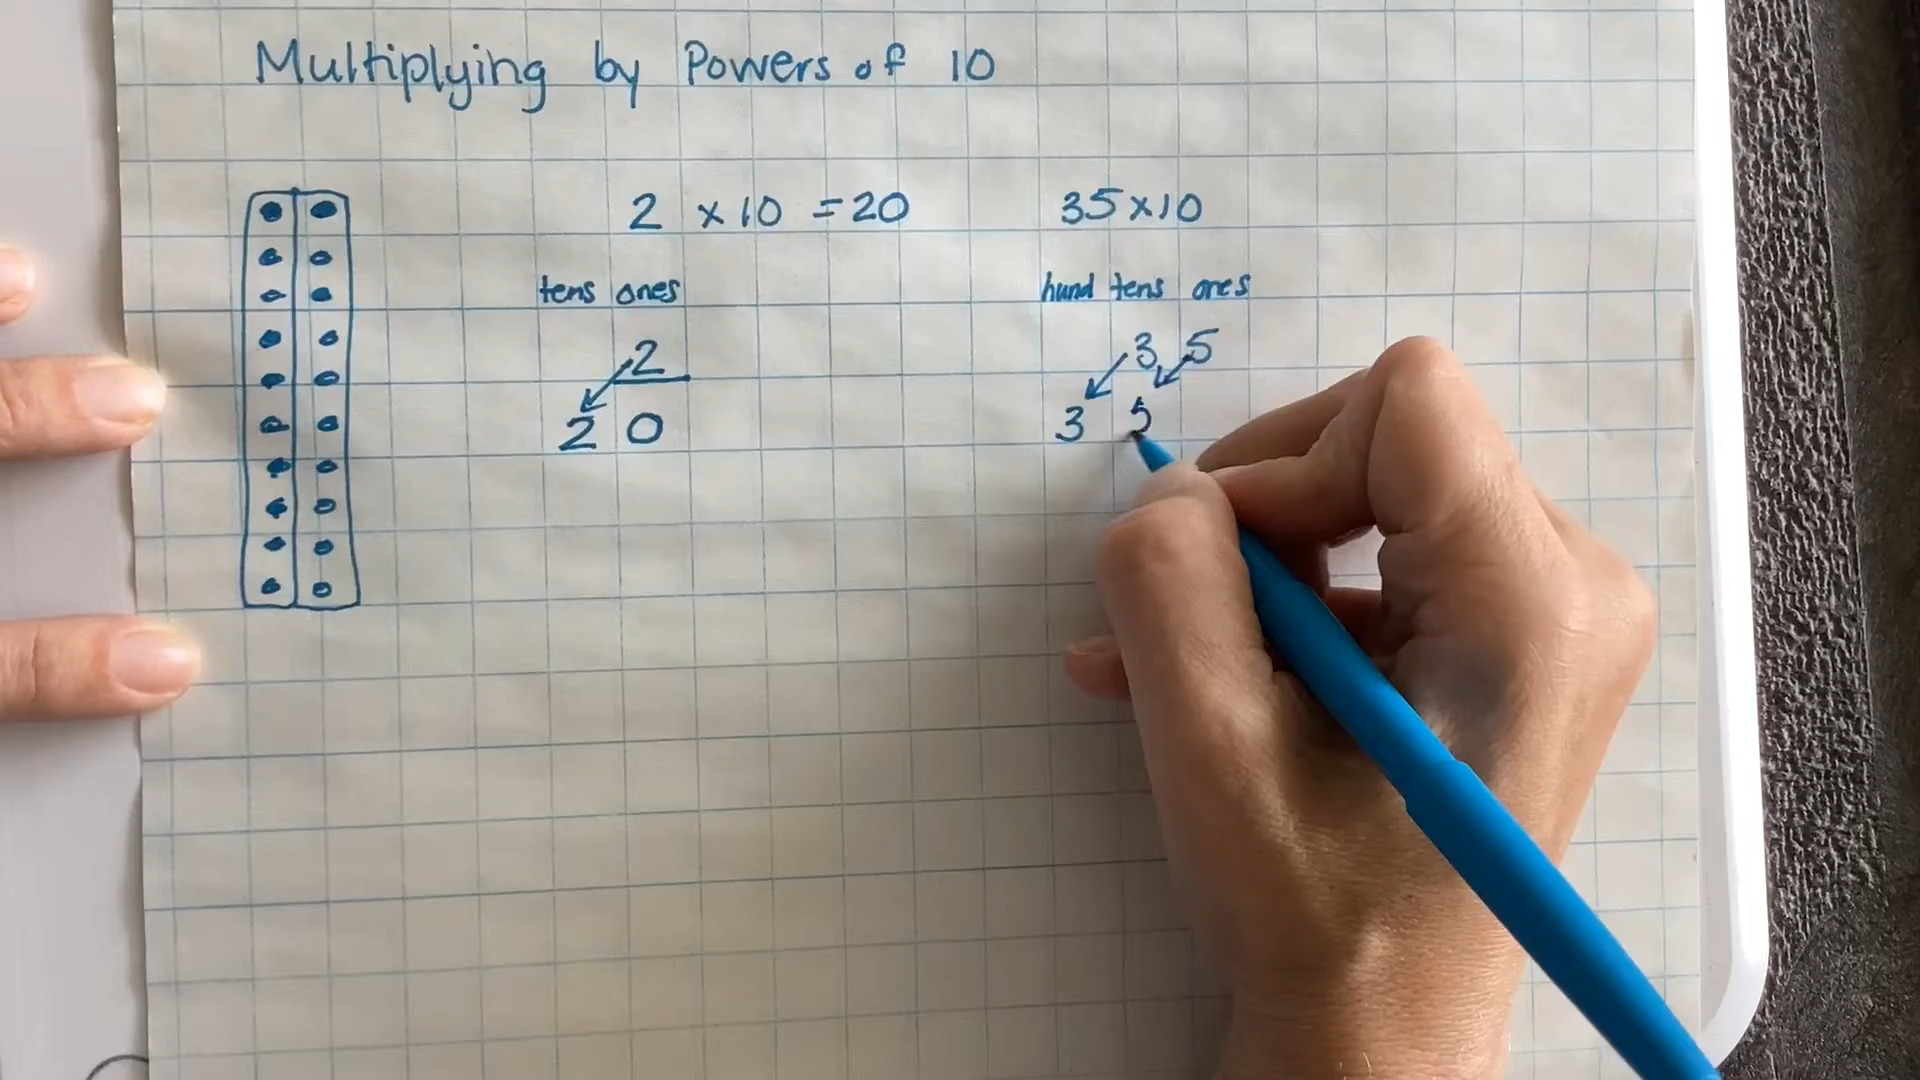 Multiplying by Powers of 10
2 × 10 = 20
35×10
tens ones
hund tens ones
2
3 5
2 0
3 5